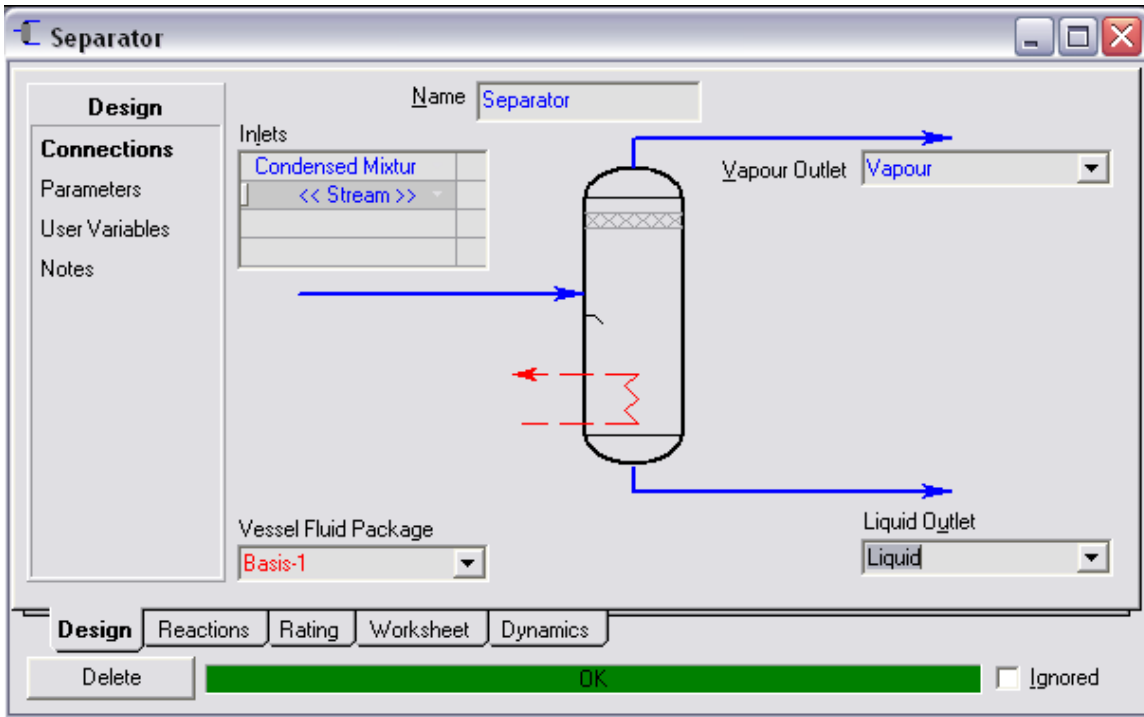 Separator
Design
Connections
Parameters
User Variables
Notes
Name Separator
Inlets
Condensed Mixtur
<< Stream >>
Vapour Outlet Vapour
Vessel Fluid Package
Basis-1
Liquid Outlet
Liquid
Design Reactions Rating Worksheet Dynamics
Delete OK Ignored